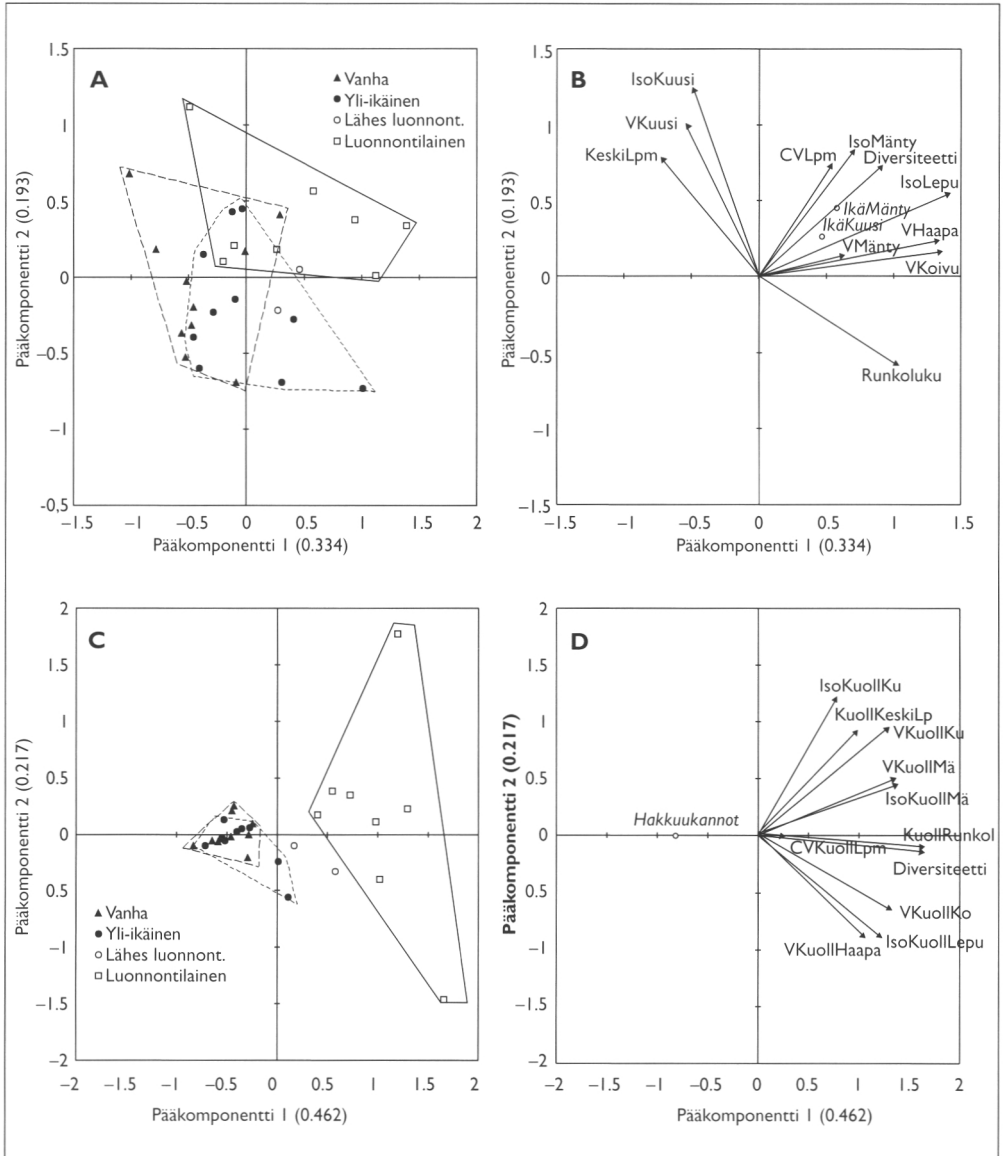 A
▲ Vanha
● Yli-ikäinen
○ Lähes luonnont.
□ Luonnontilainen
1.5
1
0.5
0
−0.5
−1
-0,5
Pääkomponentti 2 (0.193)
−1.5 −1 −0.5 0 0.5 1 1.5 2
Pääkomponentti 1 (0.334)
B
IsoKuusi
VKuusi
KeskiLpm
CVLpm
IsoMänty
Diversiteetti
IsoLepu
IkäMänty
IkäKuusi
VHaapa
VMänty
VKoivu
Runkoluku
1.5
1
0.5
0
−0.5
−1
−1.5
Pääkomponentti 2 (0.193)
−1.5 −1 −0.5 0 0.5 1 1.5
Pääkomponentti 1 (0.334)
C
2
1.5
1
0.5
0
0.5
−1
−1.5
−2
Pääkomponentti 2 (0.217)
▲ Vanha
● Yli-ikäinen
○ Lähes luonnont.
□ Luonnontilainen
−2 −1.5 −1 −0.5 0 0.5 1 1.5 2
Pääkomponentti 1 (0.462)
D
IsoKuollKu
KuollKeskiLp
VKuollKu
VKuollMä
IsoKuollMä
Hakkuukannot
KuollRunkol
CVKuollLpm
Diversiteetti
VKuollKo
IsoKuollLepu
VKuollHaapa
2
1.5
1
0.5
0
−0.5
−1
−1.5
−2
Pääkomponentti 2 (0.217)
−2 −1.5 −1 −0.5 0 0.5 1 1.5 2
Pääkomponentti 1 (0.462)